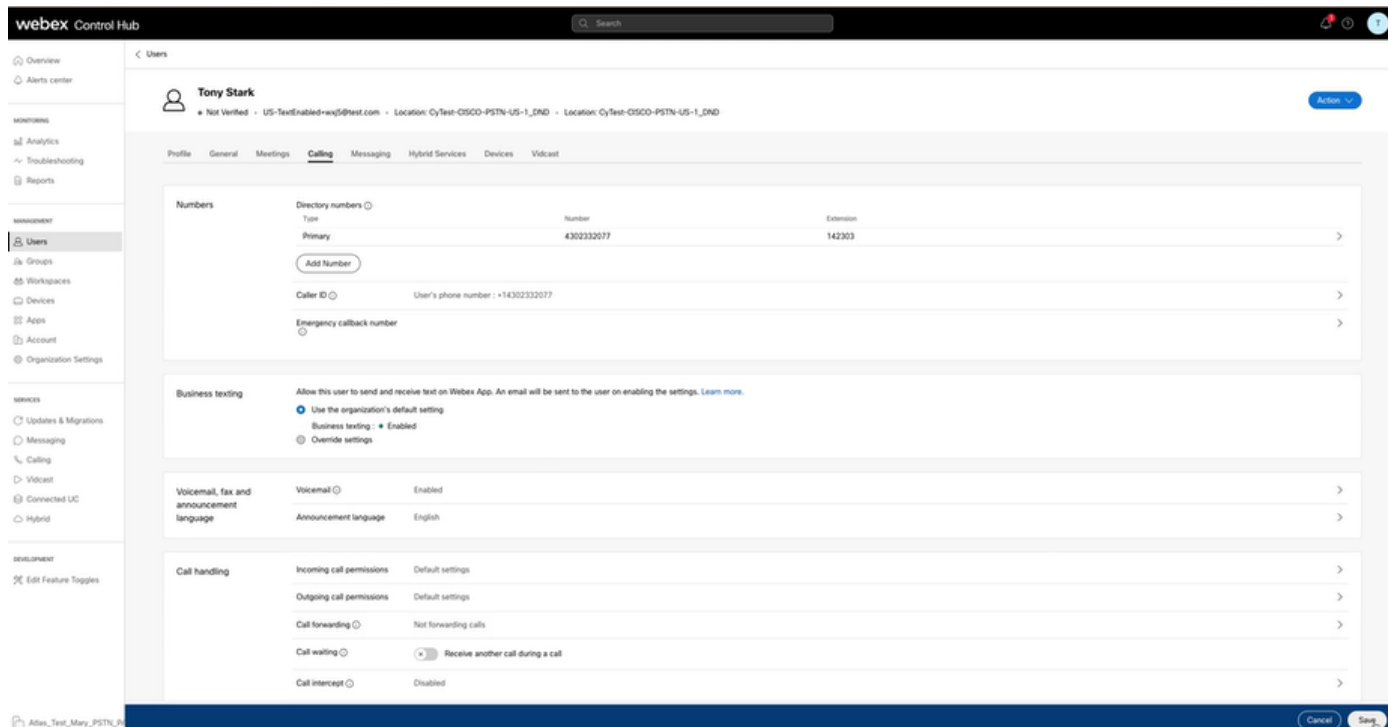 webex Control Hub
Search
T
Overview
Alerts center
MONITORING
Analytics
Troubleshooting
Reports
MANAGEMENT
Users
Groups
Workspaces
Devices
Apps
Account
Organization Settings
SERVICES
Updates & Migrations
Messaging
Calling
Vidcast
Connected UC
Hybrid
DEVELOPMENT
Edit Feature Toggles
Atlas_Test_Mary_PSTN_
Users
Tony Stark
Not Verified • US-TextEnabled+wxj5@test.com • Location: CyTest-CISCO-PSTN-US-1_DND • Location: CyTest-CISCO-PSTN-US-1_DND
Action
Profile General Meetings Calling Messaging Hybrid Services Devices Vidcast
Numbers
Directory numbers
Type Number Extension
Primary 4302332077 142303
Add Number
Caller ID User's phone number : +14302332077
Emergency callback number
Business texting
Allow this user to send and receive text on Webex App. An email will be sent to the user on enabling the settings. Learn more.
Use the organization's default setting
Business texting : Enabled
Override settings
Voicemail, fax and
announcement
language
Voicemail Enabled
Announcement language English
Call handling
Incoming call permissions Default settings
Outgoing call permissions Default settings
Call forwarding Not forwarding calls
Call waiting Receive another call during a call
Call intercept Disabled
Cancel Save